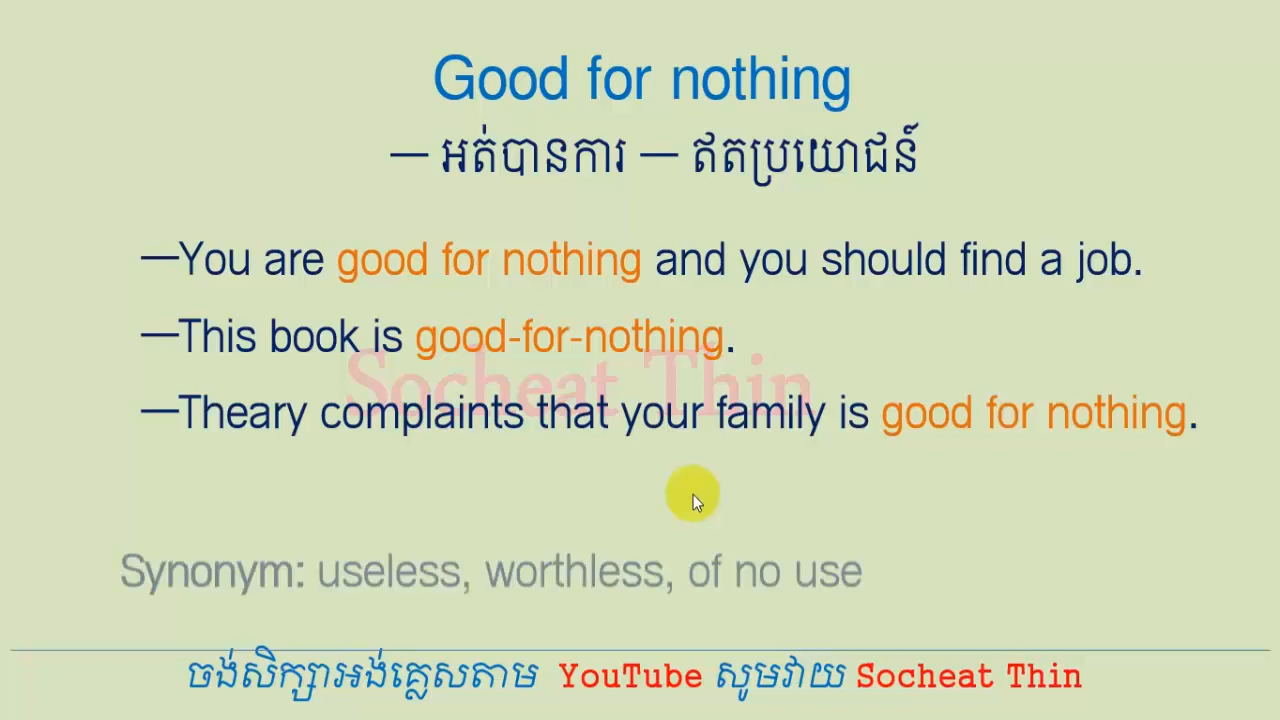 Good for nothing
– អត់បានការ – ឥតប្រយោជន៍
–You are good for nothing and you should find a job.
–This book is good-for-nothing.
Socheat Thin
–Theary complaints that your family is good for nothing.
Synonym: useless, worthless, of no use
ចង់សិក្សាអង់គ្លេសតាម YouTube សូមវាយ Socheat Thin